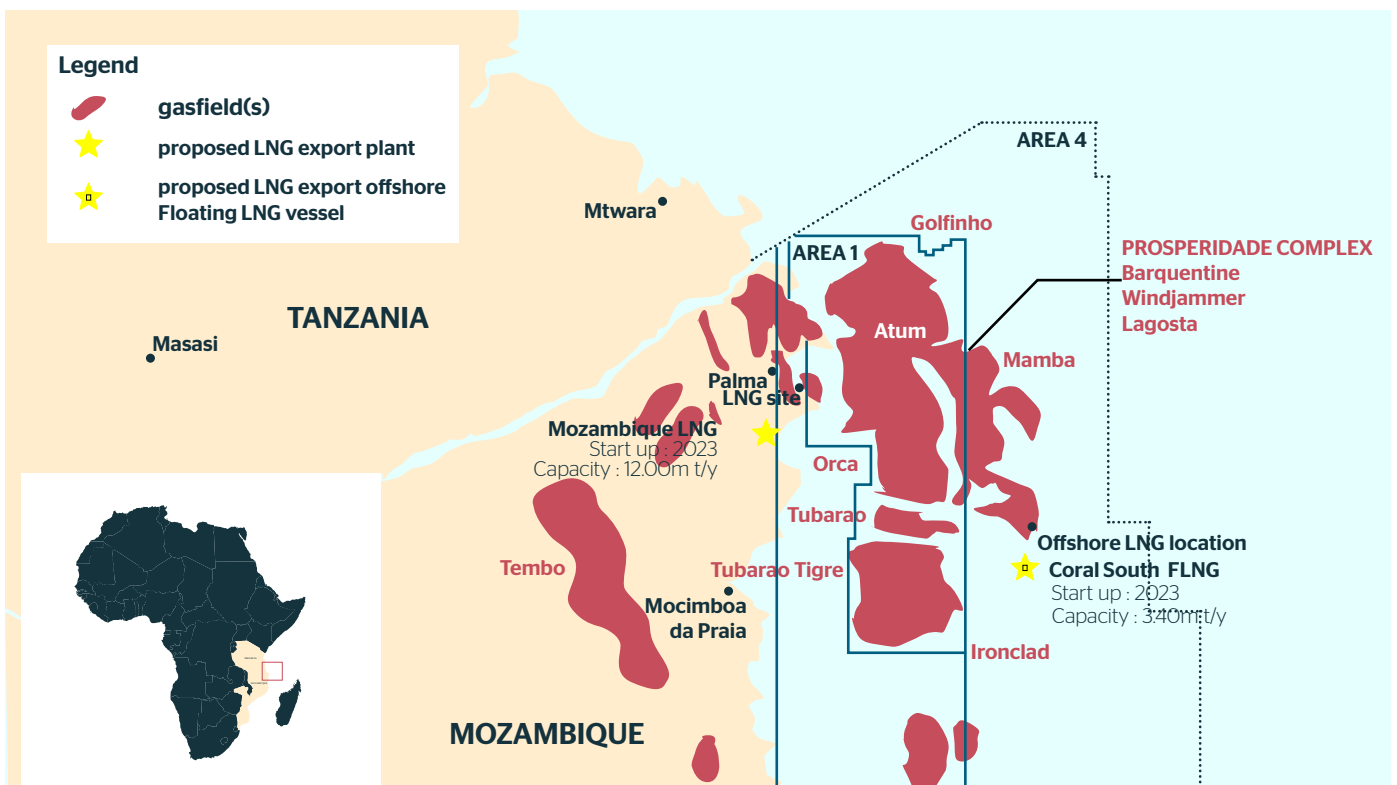 Legend
gasfield(s)
proposed LNG export plant
proposed LNG export offshore
Floating LNG vessel
AREA 4
Mtwara
Golfinho
AREA 1
PROSPERIDADE COMPLEX
Barquentine
Windjammer
Lagosta
TANZANIA
Masasi
Atum
Mamba
Palma
LNG site
Mozambique LNG
Start up : 2023
Capacity : 12.00m t/y
Orca
Tubarao
Offshore LNG location
Coral South FLNG
Start up : 2023
Capacity : 3.40m t/y
Tembo
Tubarao Tigre
Mocimboa
da Praia
Ironclad
MOZAMBIQUE